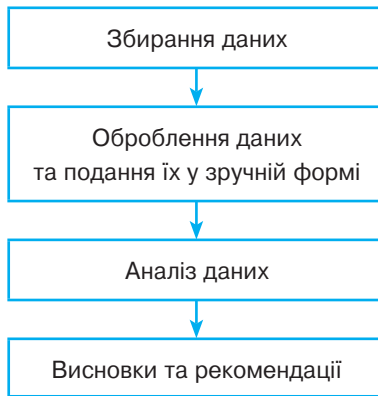 Збирання даних
Оброблення даних
та подання їх у зручній формі
Аналіз даних
Висновки та рекомендації